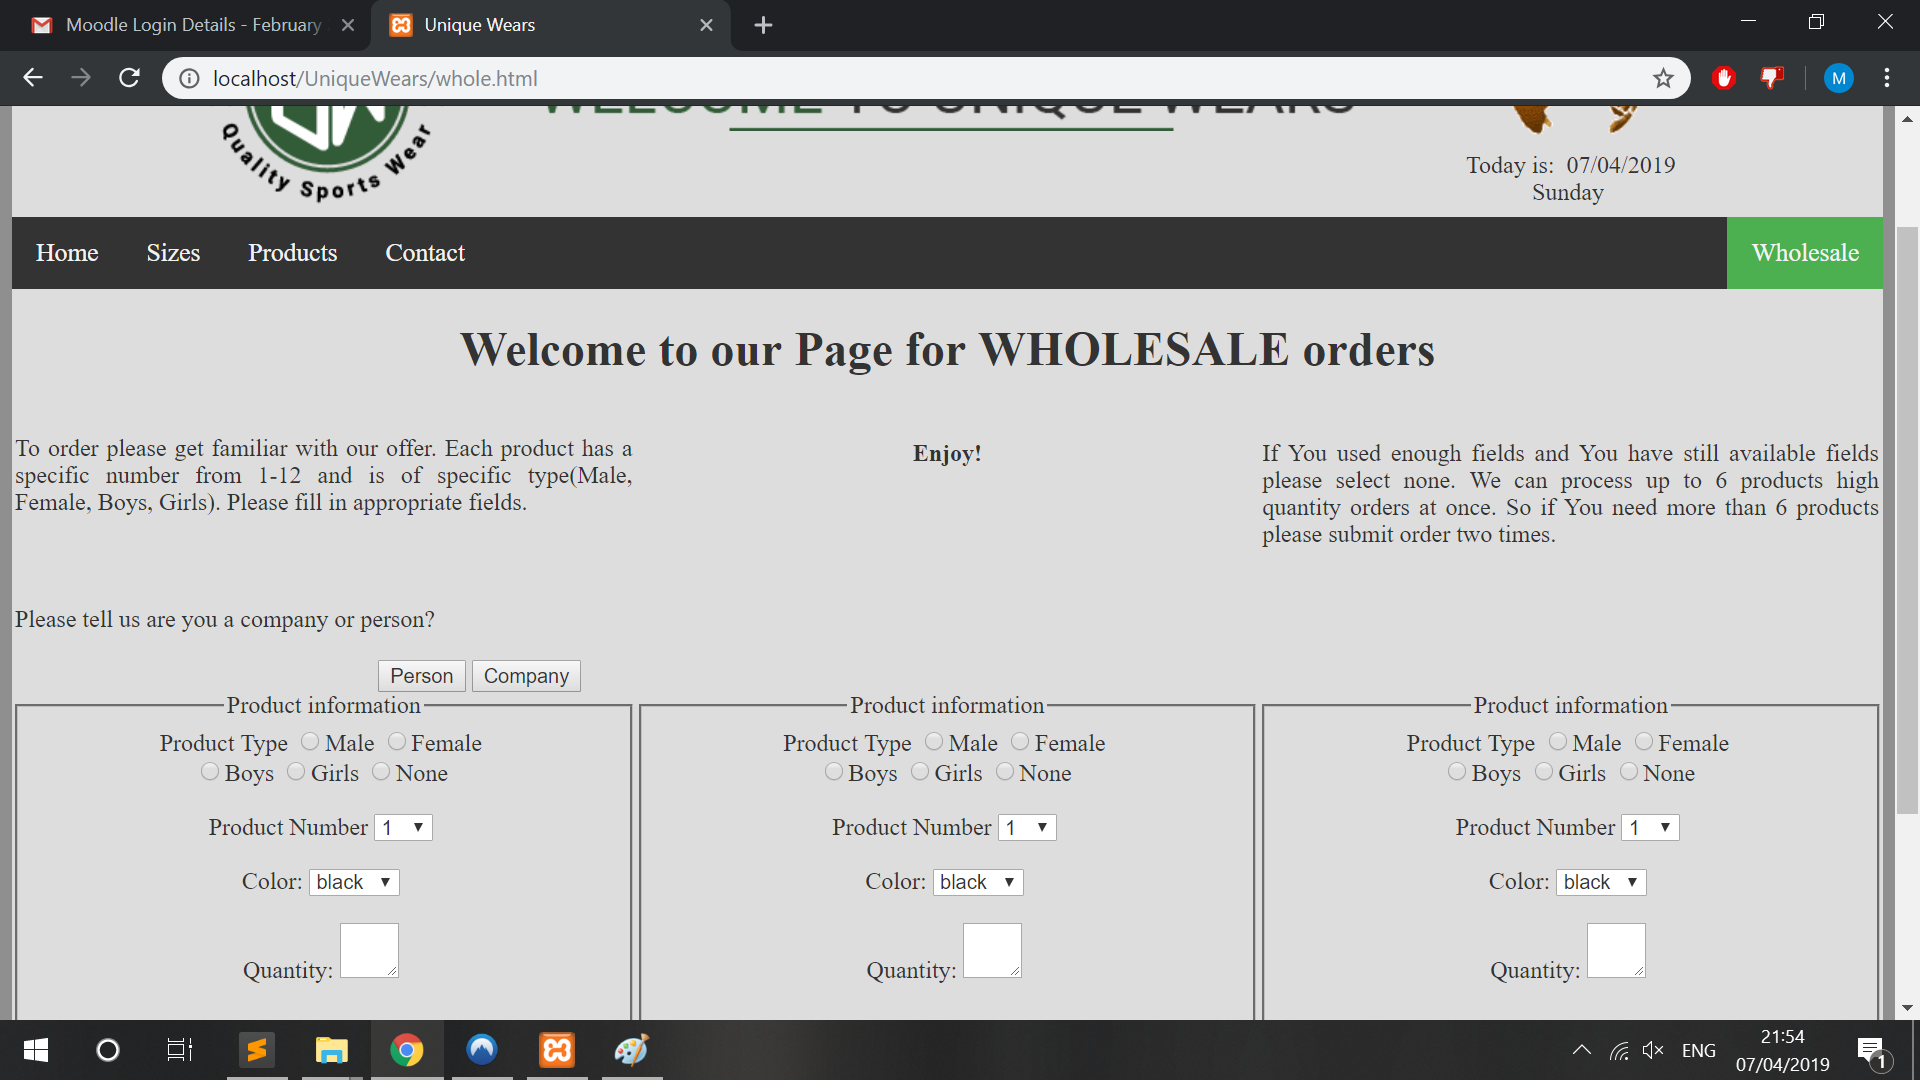 Moodle Login Details - February
Unique Wears
localhost/UniqueWears/whole.html
M
WELCOME TO UNIQUE WEARS
Quality Sports Wear
Today is: 07/04/2019
Sunday
Home Sizes Products Contact Wholesale
Welcome to our Page for WHOLESALE orders
To order please get familiar with our offer. Each product has a
specific number from 1-12 and is of specific type(Male,
Female, Boys, Girls). Please fill in appropriate fields.
Enjoy!
If You used enough fields and You have still available fields
please select none. We can process up to 6 products high
quantity orders at once. So if You need more than 6 products
please submit order two times.
Please tell us are you a company or person?
Person Company
Product information
Product Type Male Female
Boys Girls None
Product Number 1
Color: black
Quantity:
Product information
Product Type Male Female
Boys Girls None
Product Number 1
Color: black
Quantity:
Product information
Product Type Male Female
Boys Girls None
Product Number 1
Color: black
Quantity:
ENG
21:54
07/04/2019
1